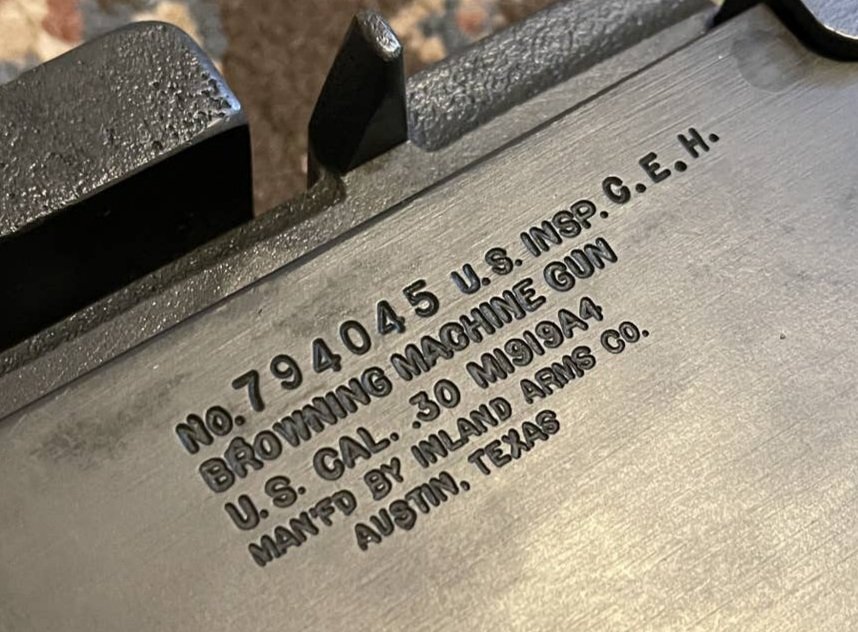 No. 794045 U.S. INSP. C.E.H.
BROWNING MACHINE GUN
U.S. CAL. .30 M1919A4
MAN'FD BY INLAND ARMS CO.
AUSTIN, TEXAS